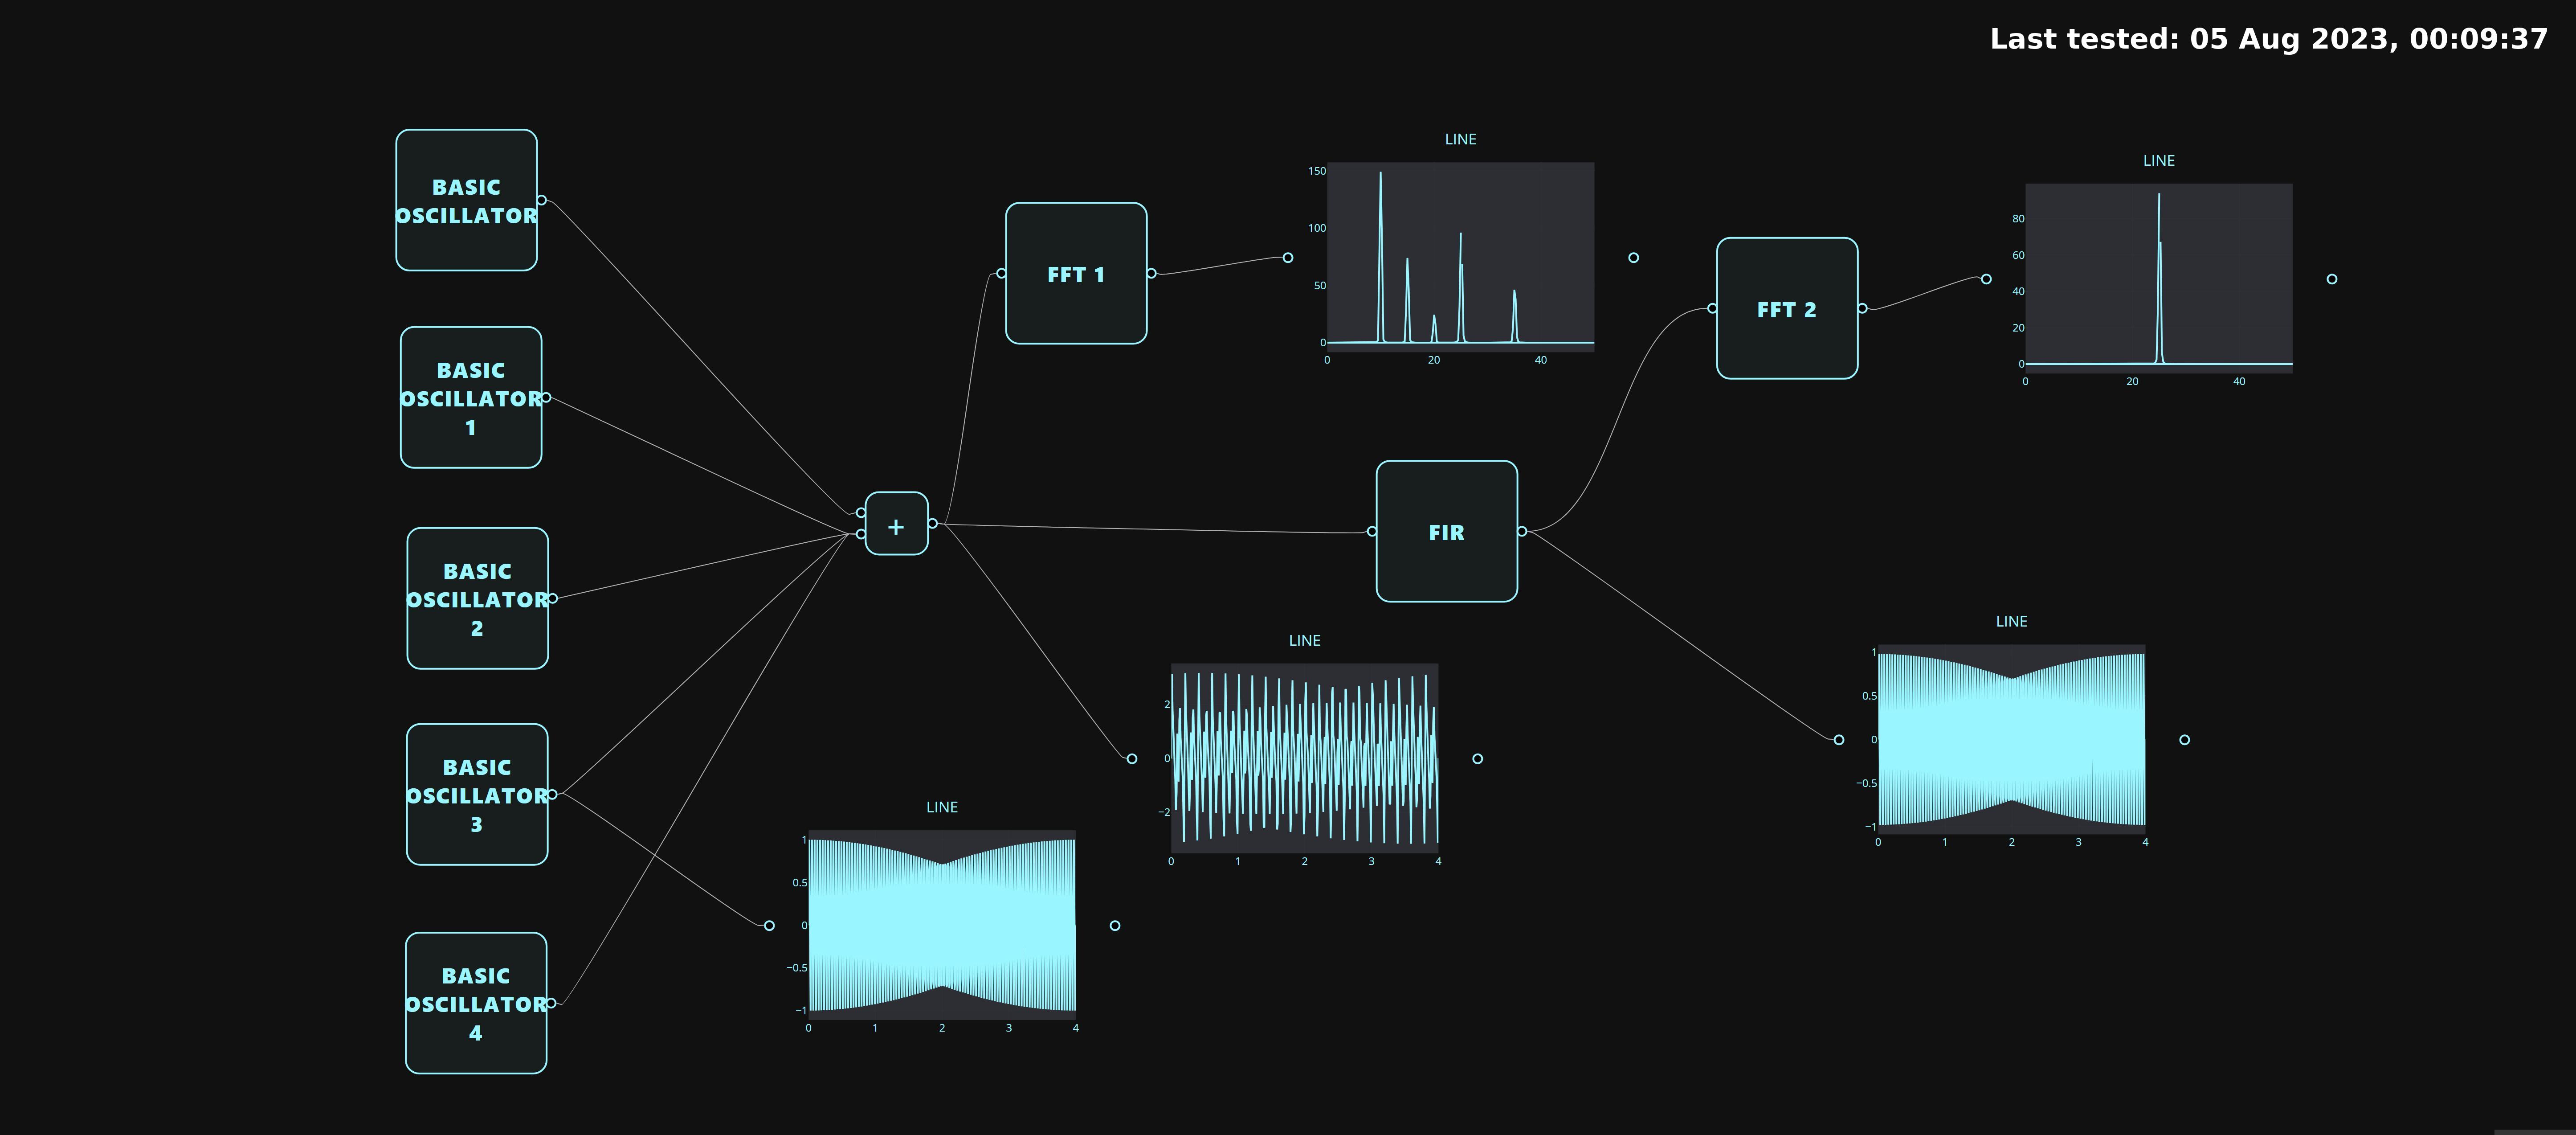 Last tested: 05 Aug 2023, 00:09:37
BASIC
OSCILLATOR
BASIC
OSCILLATOR
1
BASIC
OSCILLATOR
2
BASIC
OSCILLATOR
3
BASIC
OSCILLATOR
4
+
FFT 1
LINE
150
100
50
0
0 20 40
FFT 2
LINE
80
60
40
20
0
0 20 40
FIR
LINE
2
0
−2
0 1 2 3 4
LINE
1
0.5
0
−0.5
−1
0 1 2 3 4
LINE
1
0.5
0
−0.5
−1
0 1 2 3 4